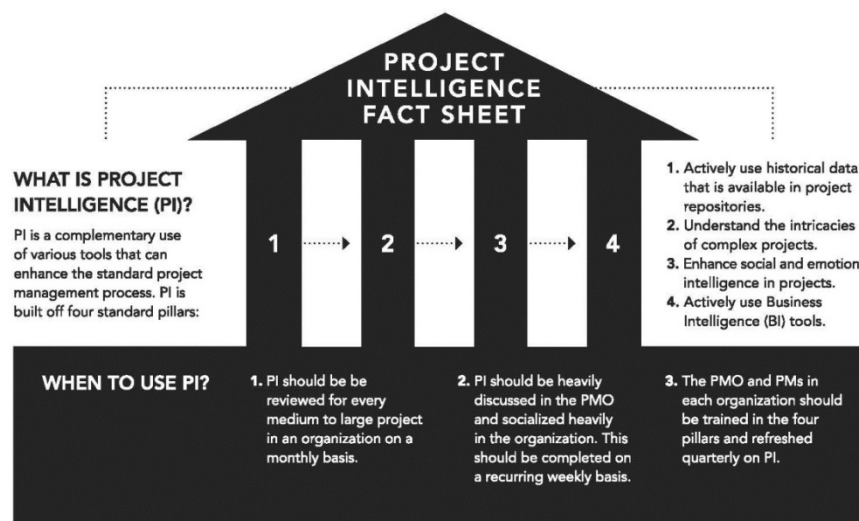 PROJECT
INTELLIGENCE
FACT SHEET
WHAT IS PROJECT
INTELLIGENCE (PI)?
PI is a complementary use
of various tools that can
enhance the standard project
management process. PI is
built off four standard pillars:
1
2
3
4
1. Actively use historical data
that is available in project
repositories.
2. Understand the intricacies
of complex projects.
3. Enhance social and emotion
intelligence in projects.
4. Actively use Business
Intelligence (BI) tools.
WHEN TO USE PI?
1. PI should be be
reviewed for every
medium to large project
in an organization on a
monthly basis.
2. PI should be heavily
discussed in the PMO
and socialized heavily
in the organization. This
should be completed on
a recurring weekly basis.
3. The PMO and PMs in
each organization should
be trained in the four
pillars and refreshed
quarterly on PI.